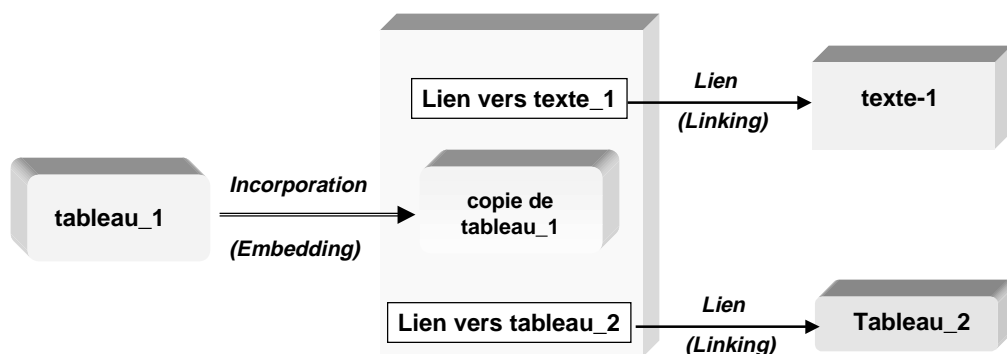 Lien vers texte_1
Lien
(Linking)
texte-1
tableau_1
Incorporation
(Embedding)
copie de
tableau_1
Lien vers tableau_2
Lien
(Linking)
Tableau_2